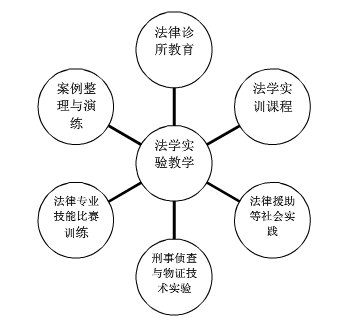 法律诊
所教育
案例整
理与演
练
法学实
训课程
法学实
验教学
法律专业
技能比赛
训练
法律援助
等社会实
践
刑事侦查
与物证技
术实验